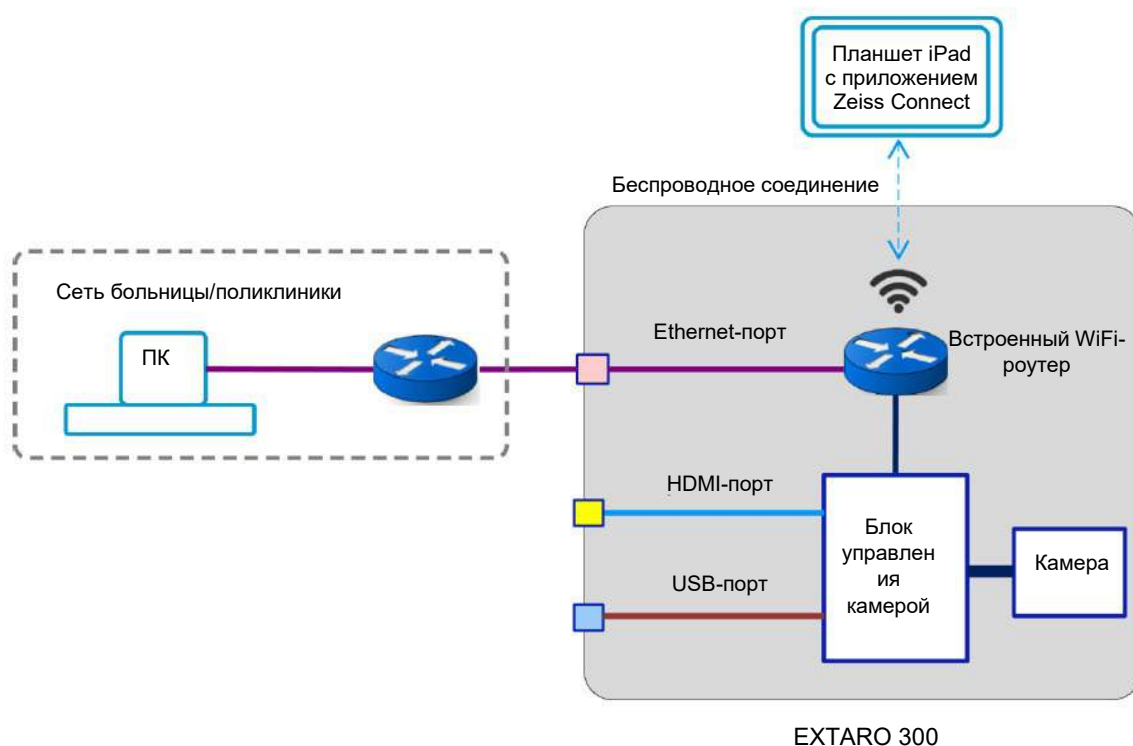 Планшет iPad
с приложением
Zeiss Connect
Беспроводное соединение
Сеть больницы/поликлиники
ПК
Ethernet-порт
Встроенный WiFi-
роутер
HDMI-порт
USB-порт
Блок
управлен
ия
камерой
Камера
EXTARO 300